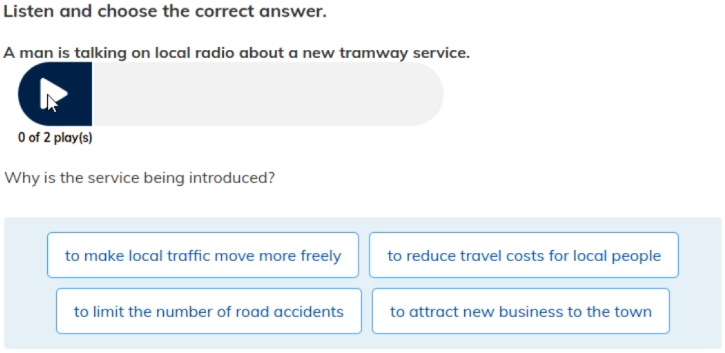 Listen and choose the correct answer.
A man is talking on local radio about a new tramway service.
0 of 2 play(s)
Why is the service being introduced?
to make local traffic move more freely
to reduce travel costs for local people
to limit the number of road accidents
to attract new business to the town